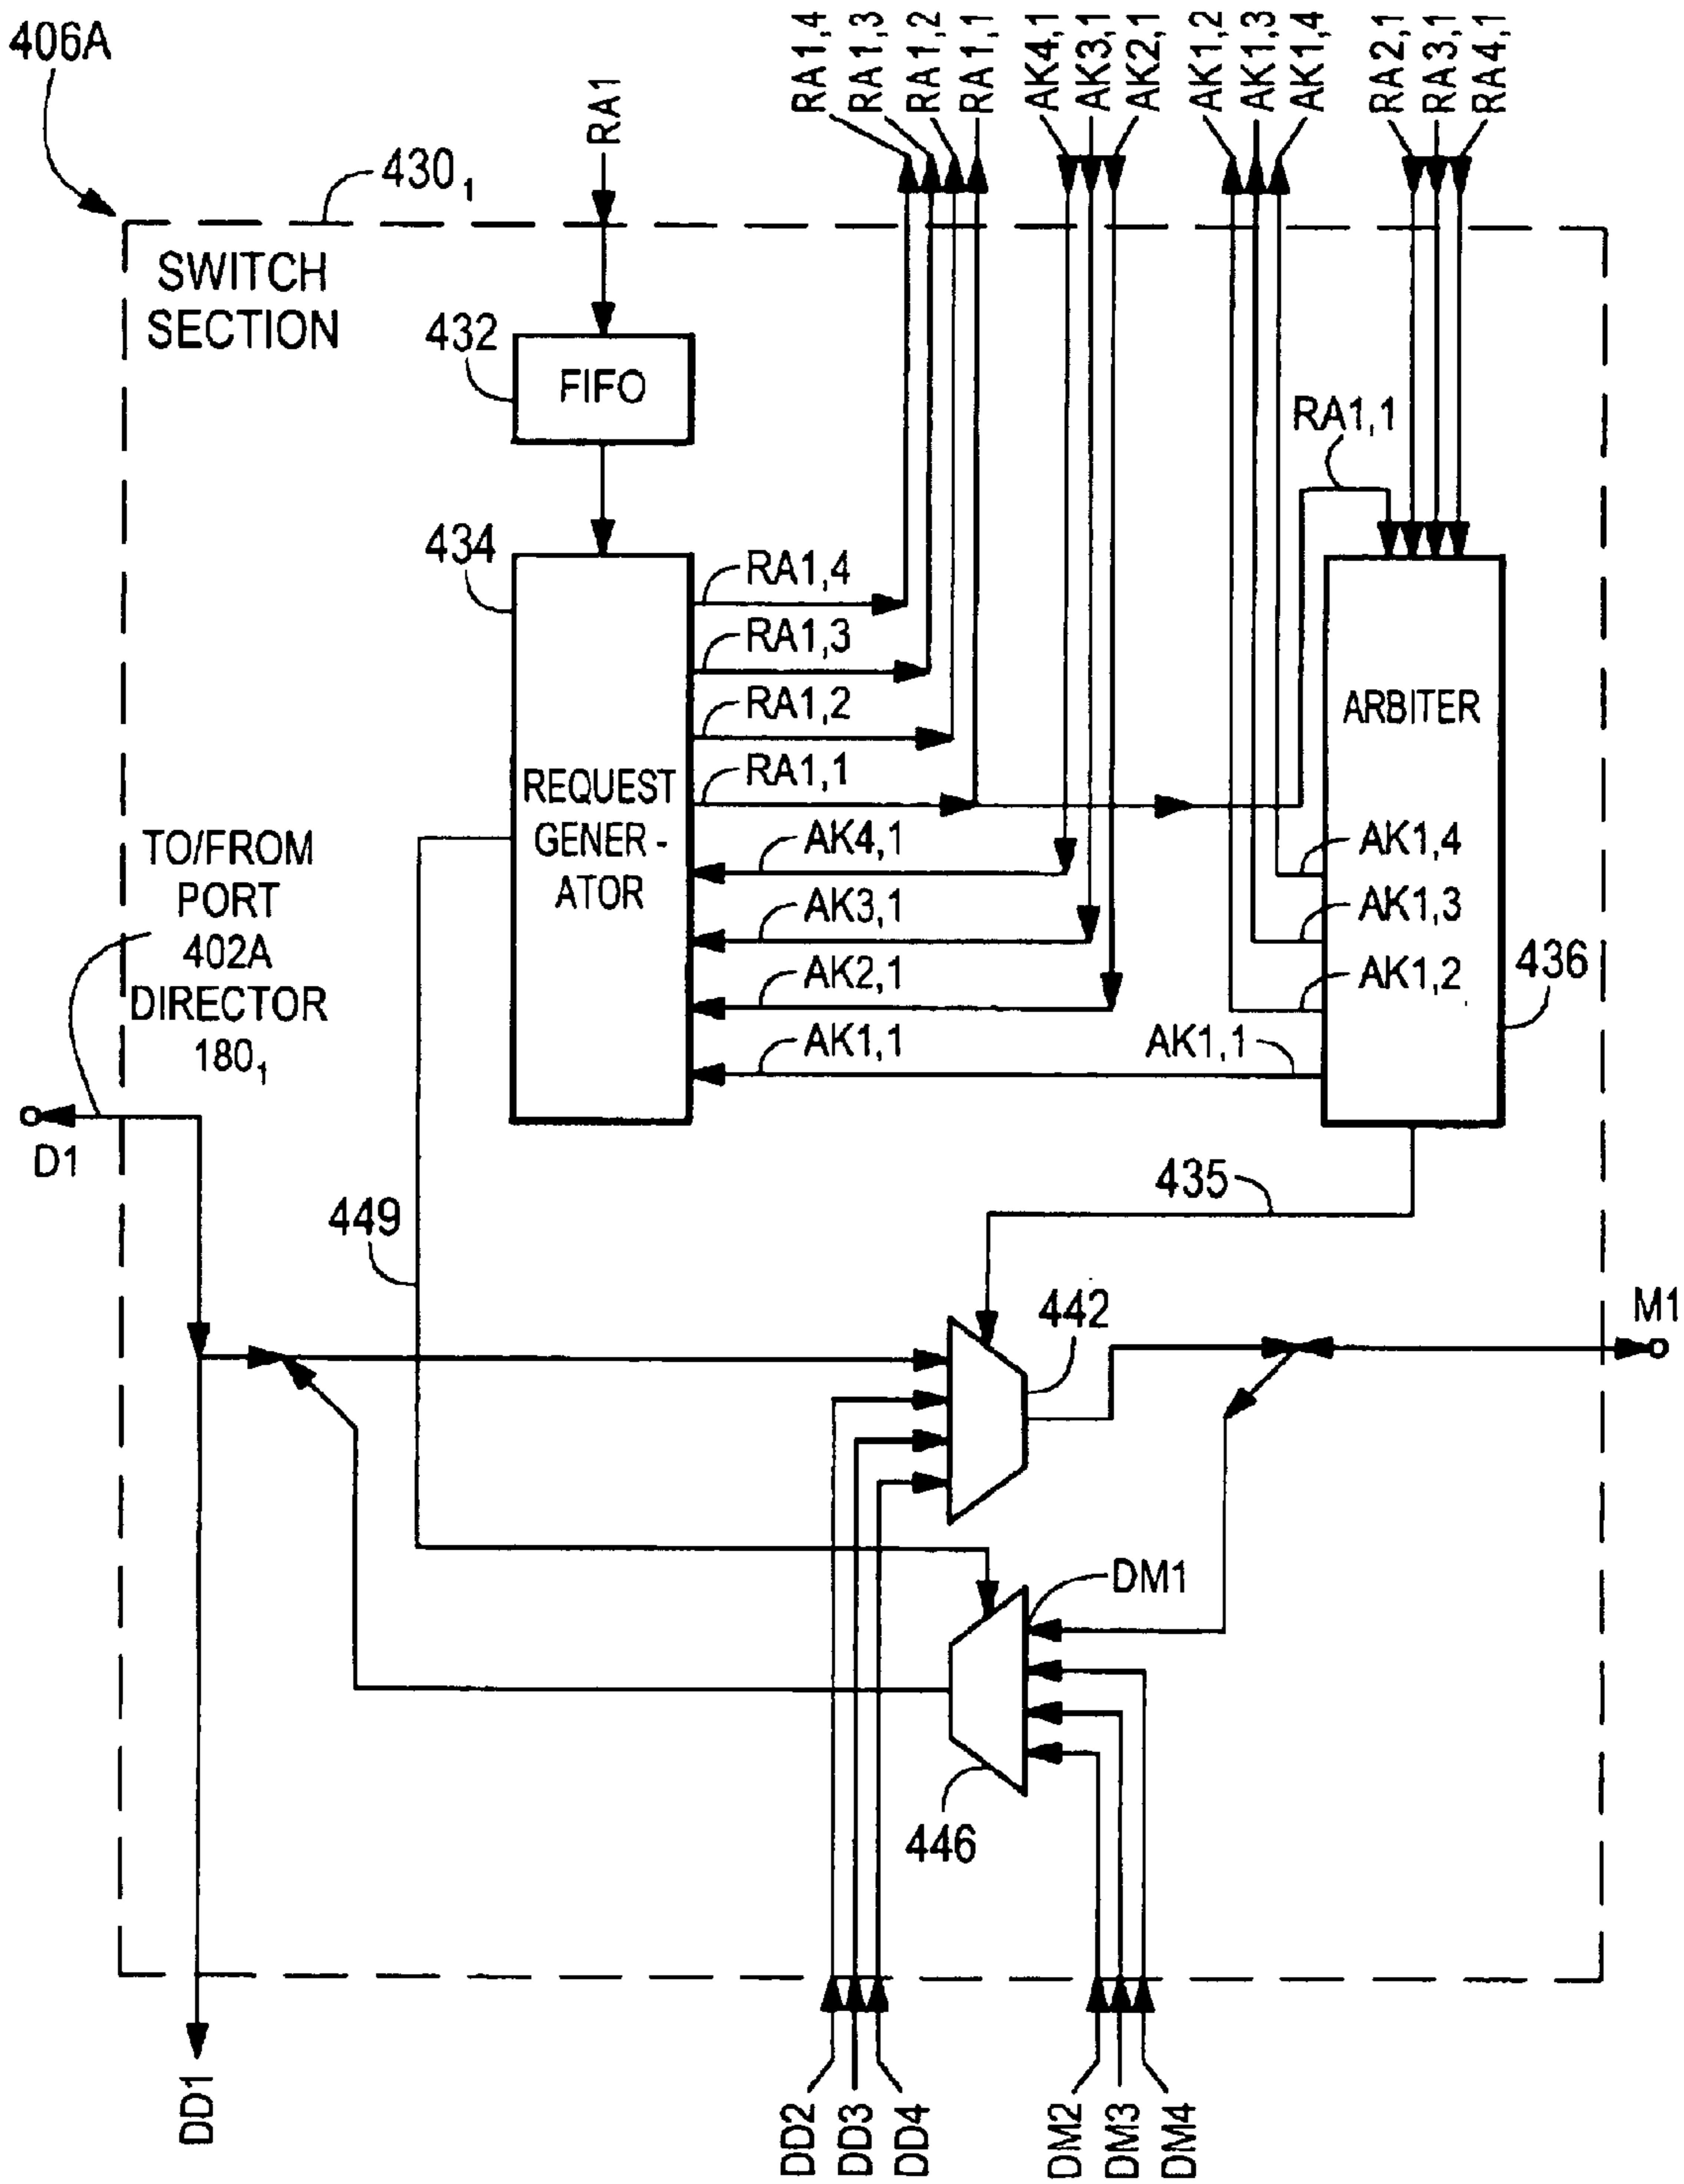 406A
RA1,4
RA1,3
RA1,2
RA1,1
AK4,1
AK3,1
AK2,1
AK1,2
AK1,3
AK1,4
RA2,1
RA3,1
RA4,1
RA1
430₁
SWITCH
SECTION
432
FIFO
RA1,1
434
RA1,4
RA1,3
RA1,2
RA1,1
REQUEST
GENER-
ATOR
AK4,1
AK3,1
AK2,1
AK1,1
ARBITER
AK1,4
AK1,3
AK1,2
AK1,1
436
TO/FROM
PORT
402A
DIRECTOR
180₁
D1
435
449
442
M1
DM1
446
DD1
DD2
DD3
DD4
DM2
DM3
DM4